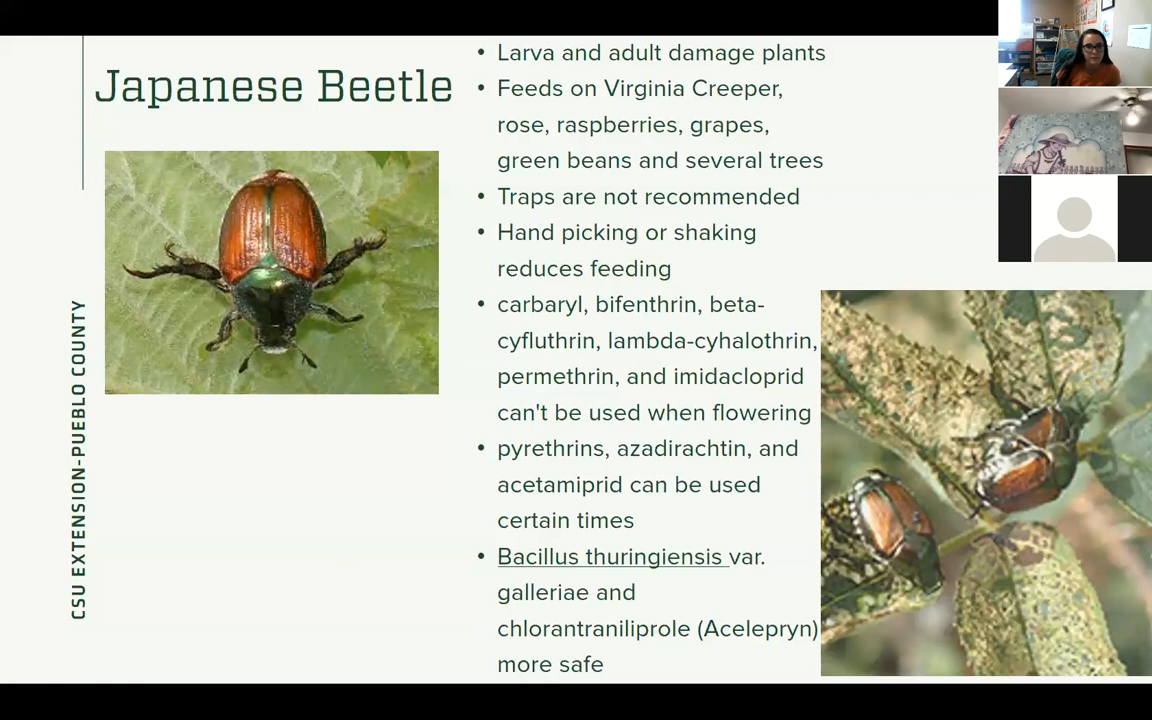 Japanese Beetle
CSU EXTENSION-PUEBLO COUNTY
• Larva and adult damage plants
• Feeds on Virginia Creeper,
rose, raspberries, grapes,
green beans and several trees
• Traps are not recommended
• Hand picking or shaking
reduces feeding
• carbaryl, bifenthrin, beta-
cyfluthrin, lambda-cyhalothrin,
permethrin, and imidacloprid
can't be used when flowering
• pyrethrins, azadirachtin, and
acetamiprid can be used
certain times
• Bacillus thuringiensis var.
galleriae and
chlorantraniliprole (Acelepryn)
more safe